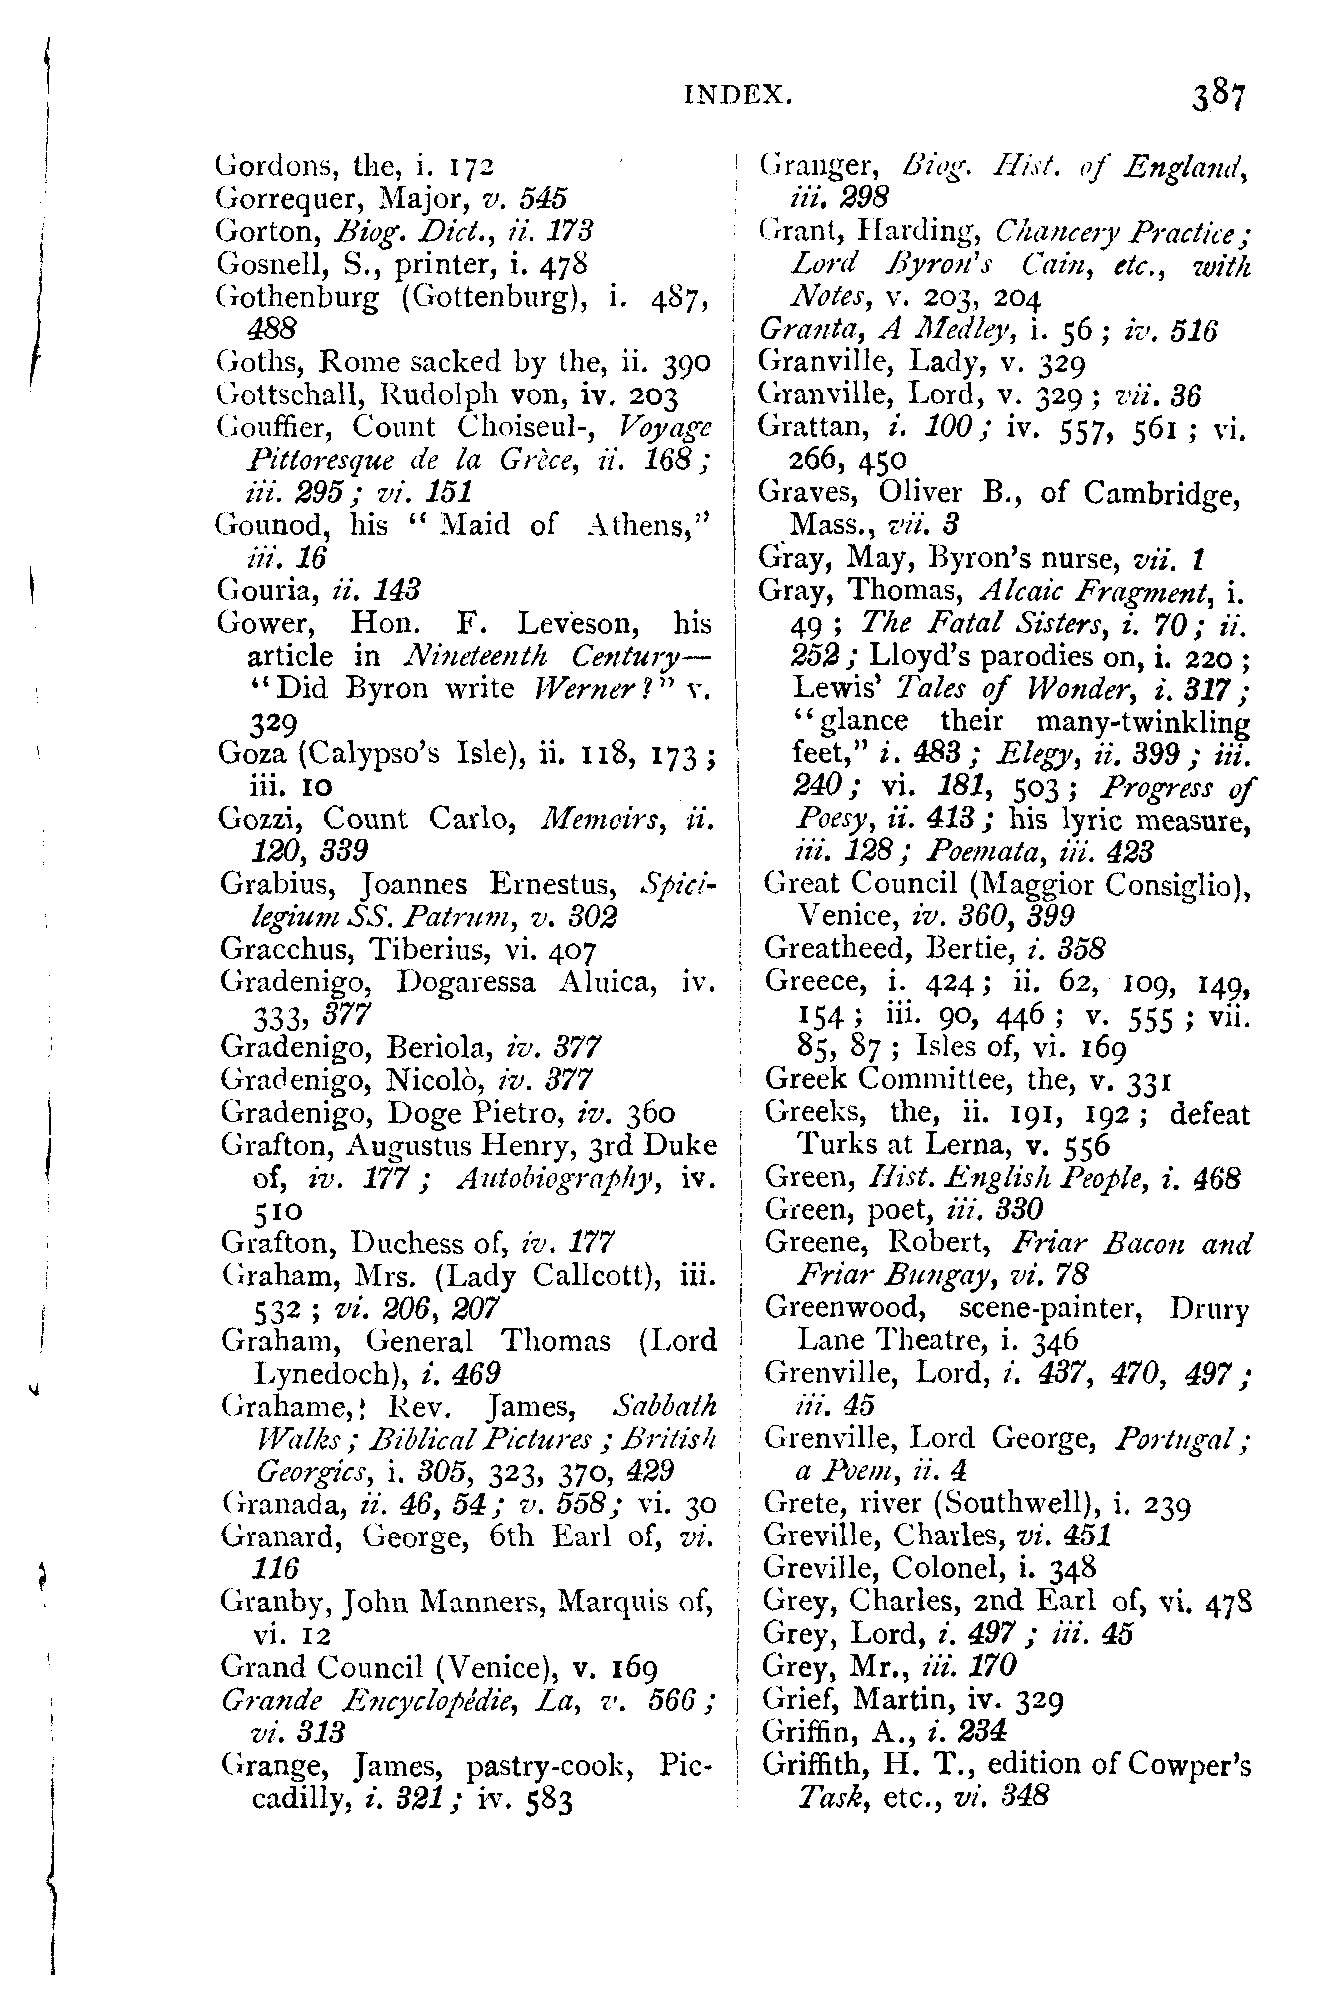 INDEX. 387
Gordons, the, i. 172
Gorrequer, Major, v. 545
Gorton, Biog. Dict., ii. 173
Gosnell, S., printer, i. 478
Gothenburg (Gottenburg), i. 487,
488
Goths, Rome sacked by the, ii. 390
Gottschall, Rudolph von, iv. 203
Gouffier, Count Choiseul-, Voyage
Pittoresque de la Grèce, ii. 168;
iii. 295; vi. 151
Gounod, his "Maid of Athens,"
iii. 16
Gouria, ii. 143
Gower, Hon. F. Leveson, his
article in Nineteenth Century—
"Did Byron write Werner?" v.
329
Goza (Calypso's Isle), ii. 118, 173;
iii. 10
Gozzi, Count Carlo, Memoirs, ii.
120, 339
Grabius, Joannes Ernestus, Spici-
legium SS. Patrum, v. 302
Gracchus, Tiberius, vi. 407
Gradenigo, Dogaressa Aluica, iv.
333, 377
Gradenigo, Beriola, iv. 377
Gradenigo, Nicolò, iv. 377
Gradenigo, Doge Pietro, iv. 360
Grafton, Augustus Henry, 3rd Duke
of, iv. 177; Autobiography, iv.
510
Grafton, Duchess of, iv. 177
Graham, Mrs. (Lady Callcott), iii.
532; vi. 206, 207
Graham, General Thomas (Lord
Lynedoch), i. 469
Grahame, Rev. James, Sabbath
Walks; Biblical Pictures; British
Georgics, i. 305, 323, 370, 429
Granada, ii. 46, 54; v. 558; vi. 30
Granard, George, 6th Earl of, vi.
116
Granby, John Manners, Marquis of,
vi. 12
Grand Council (Venice), v. 169
Grande Encyclopédie, La, v. 566;
vi. 313
Grange, James, pastry-cook, Pic-
cadilly, i. 321; iv. 583
Granger, Biog. Hist. of England,
iii. 298
Grant, Harding, Chancery Practice;
Lord Byron's Cain, etc., with
Notes, v. 203, 204
Granta, A Medley, i. 56; iv. 516
Granville, Lady, v. 329
Granville, Lord, v. 329; vii. 36
Grattan, i. 100; iv. 557, 561; vi.
266, 450
Graves, Oliver B., of Cambridge,
Mass., vii. 3
Gray, May, Byron's nurse, vii. 1
Gray, Thomas, Alcaic Fragment, i.
49; The Fatal Sisters, i. 70; ii.
252; Lloyd's parodies on, i. 220;
Lewis' Tales of Wonder, i. 317;
"glance their many-twinkling
feet," i. 483; Elegy, ii. 399; iii.
240; vi. 181, 503; Progress of
Poesy, ii. 413; his lyric measure,
iii. 128; Poemata, iii. 423
Great Council (Maggior Consiglio),
Venice, iv. 360, 399
Greatheed, Bertie, i. 358
Greece, i. 424; ii. 62, 109, 149,
154; iii. 90, 446; v. 555; vii.
85, 87; Isles of, vi. 169
Greek Committee, the, v. 331
Greeks, the, ii. 191, 192; defeat
Turks at Lerna, v. 556
Green, Hist. English People, i. 468
Green, poet, iii. 330
Greene, Robert, Friar Bacon and
Friar Bungay, vi. 78
Greenwood, scene-painter, Drury
Lane Theatre, i. 346
Grenville, Lord, i. 437, 470, 497;
iii. 45
Grenville, Lord George, Portugal;
a Poem, ii. 4
Grete, river (Southwell), i. 239
Greville, Charles, vi. 451
Greville, Colonel, i. 348
Grey, Charles, 2nd Earl of, vi. 478
Grey, Lord, i. 497; iii. 45
Grey, Mr., iii. 170
Grief, Martin, iv. 329
Griffin, A., i. 234
Griffith, H. T., edition of Cowper's
Task, etc., vi. 348